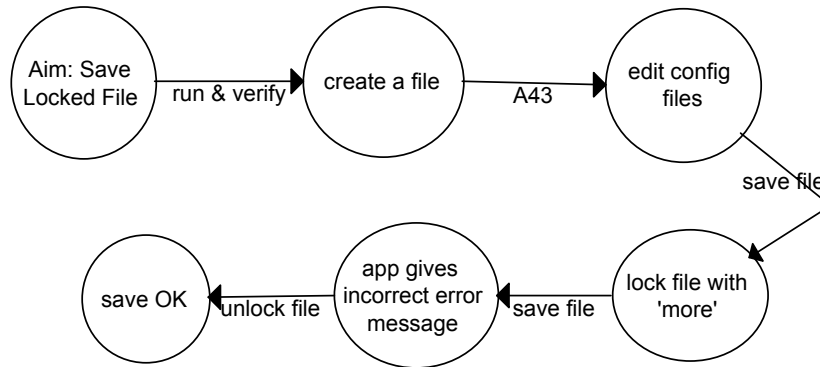 Aim: Save
Locked File
run & verify
create a file
A43
edit config
files
save file
lock file with
'more'
save file
app gives
incorrect error
message
unlock file
save OK